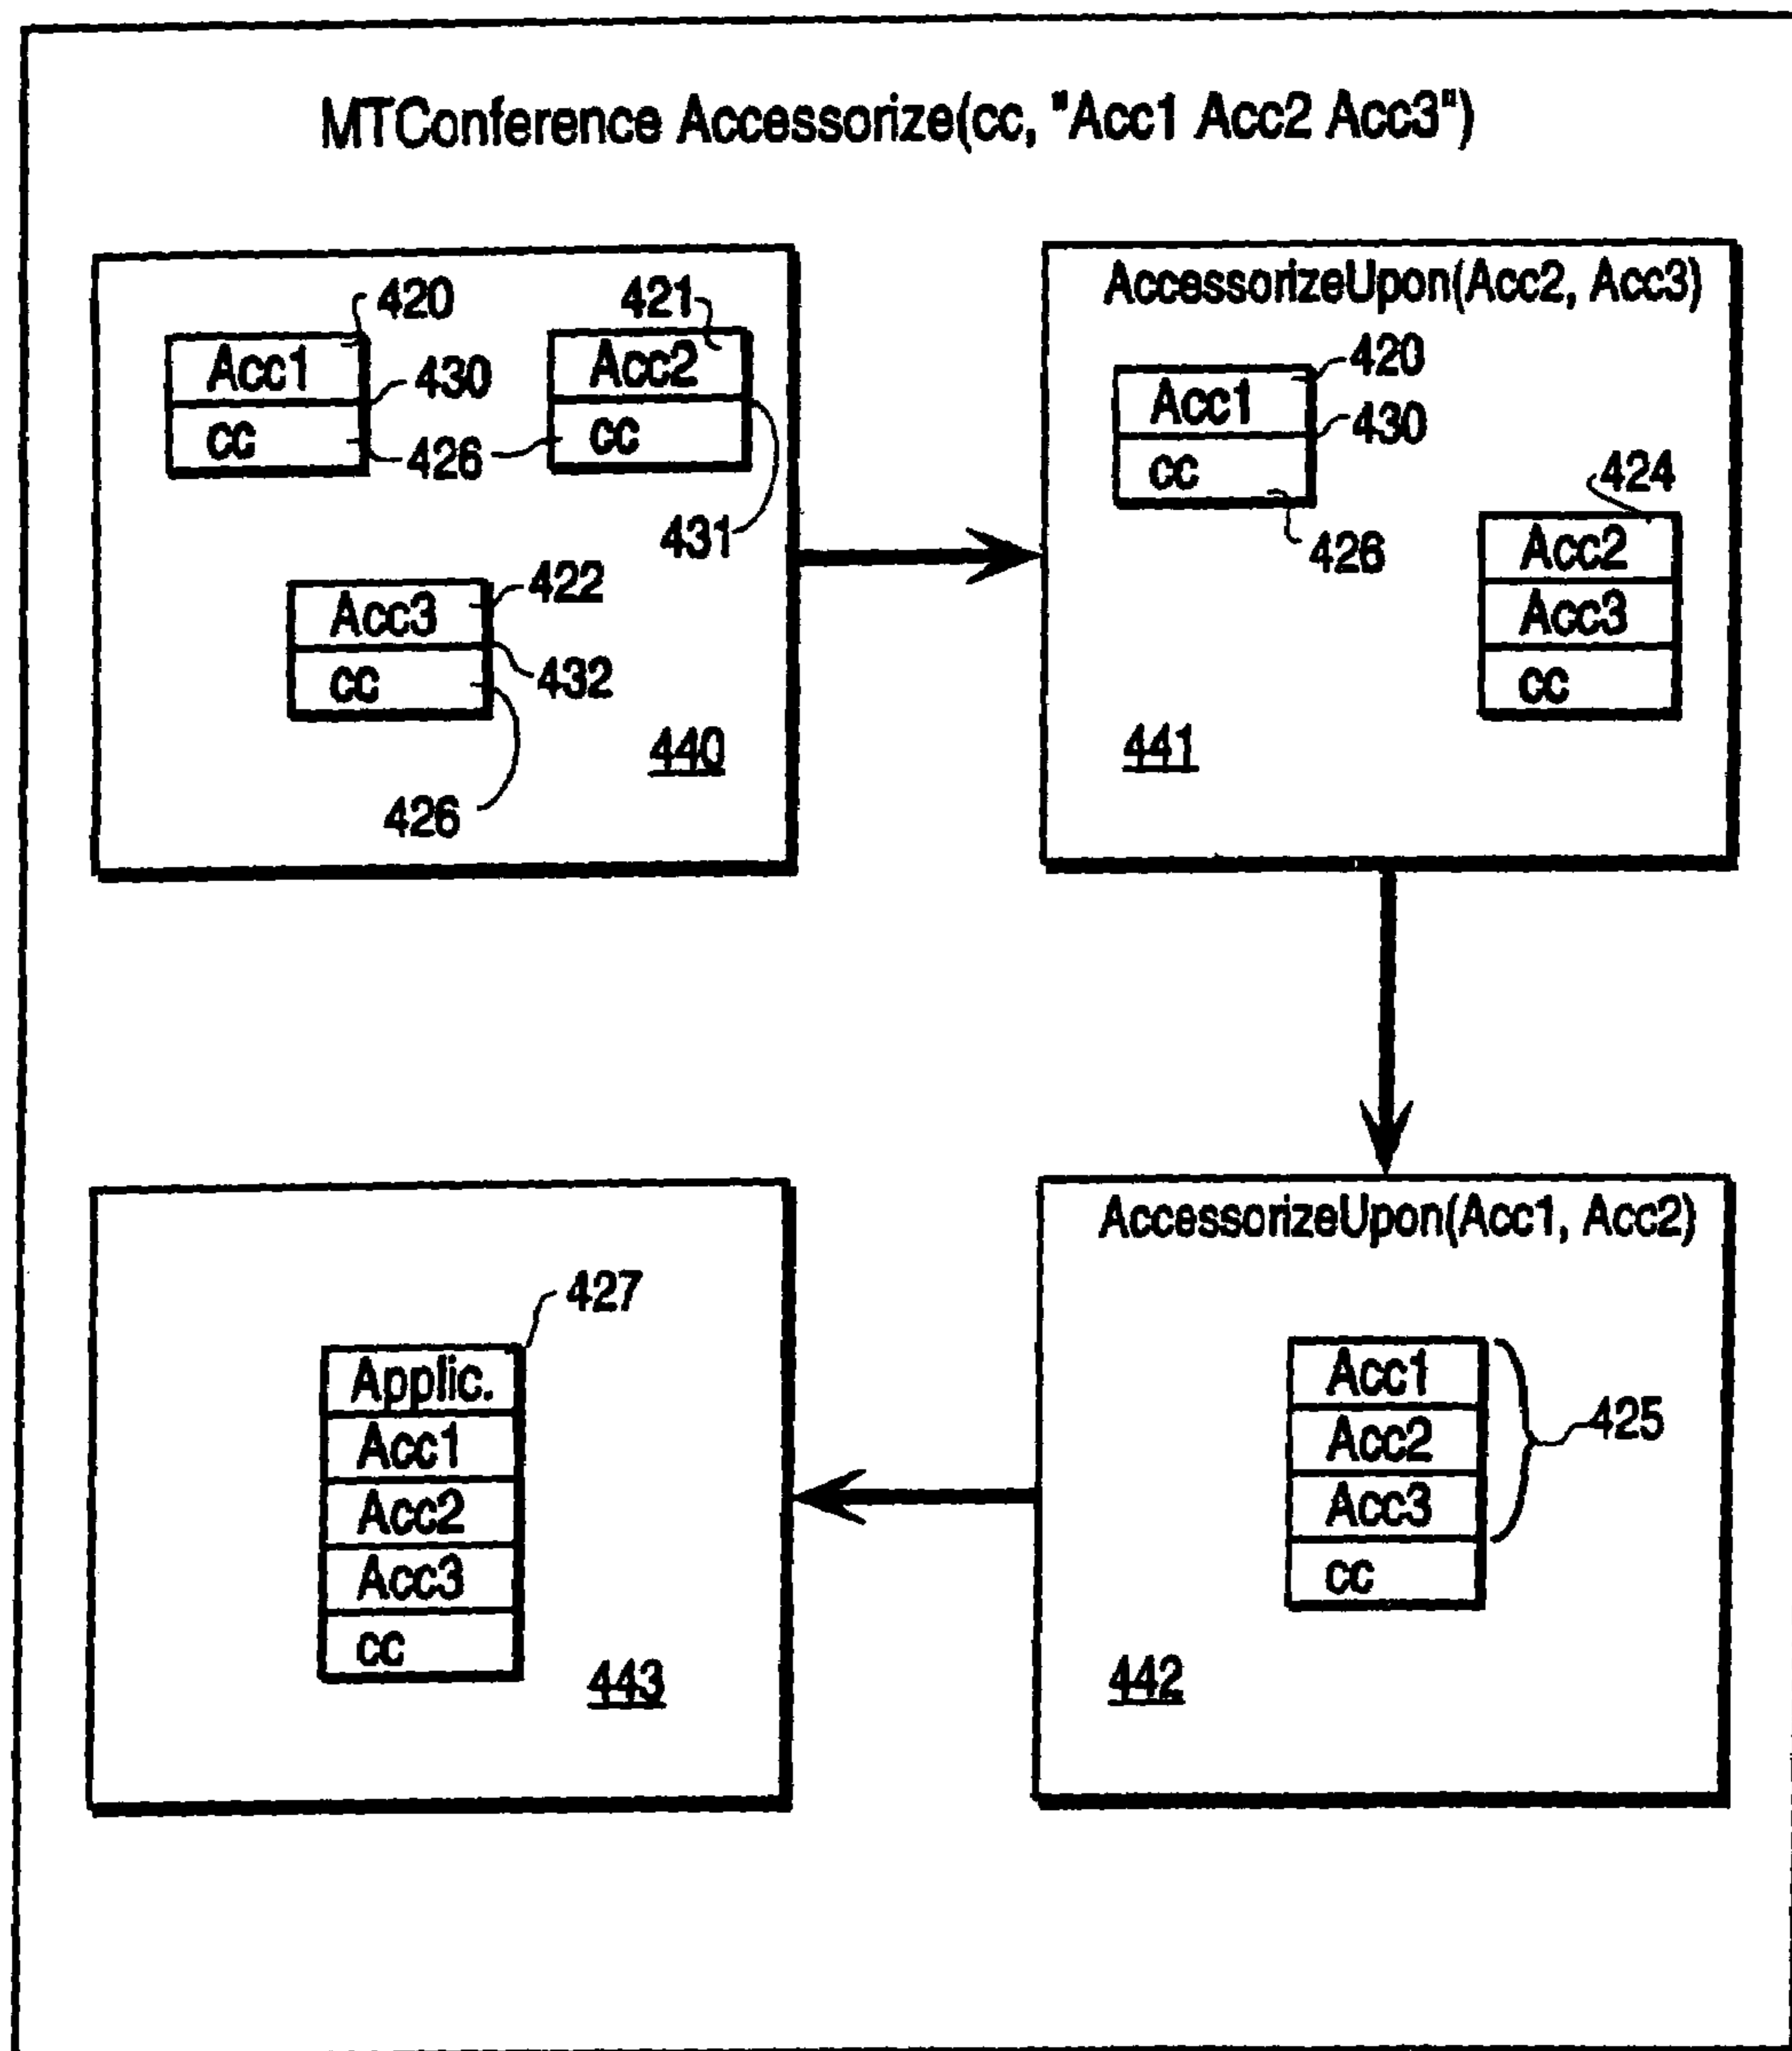 MTConference Accessorize(cc, "Acc1 Acc2 Acc3")
420
421
Acc1
Acc2
430
cc
426
cc
431
Acc3
422
cc
432
440
426
AccessorizeUpon(Acc2, Acc3)
420
Acc1
430
cc
426
424
Acc2
Acc3
cc
441
427
Applic.
Acc1
Acc2
Acc3
cc
443
AccessorizeUpon(Acc1, Acc2)
Acc1
Acc2
425
Acc3
cc
442